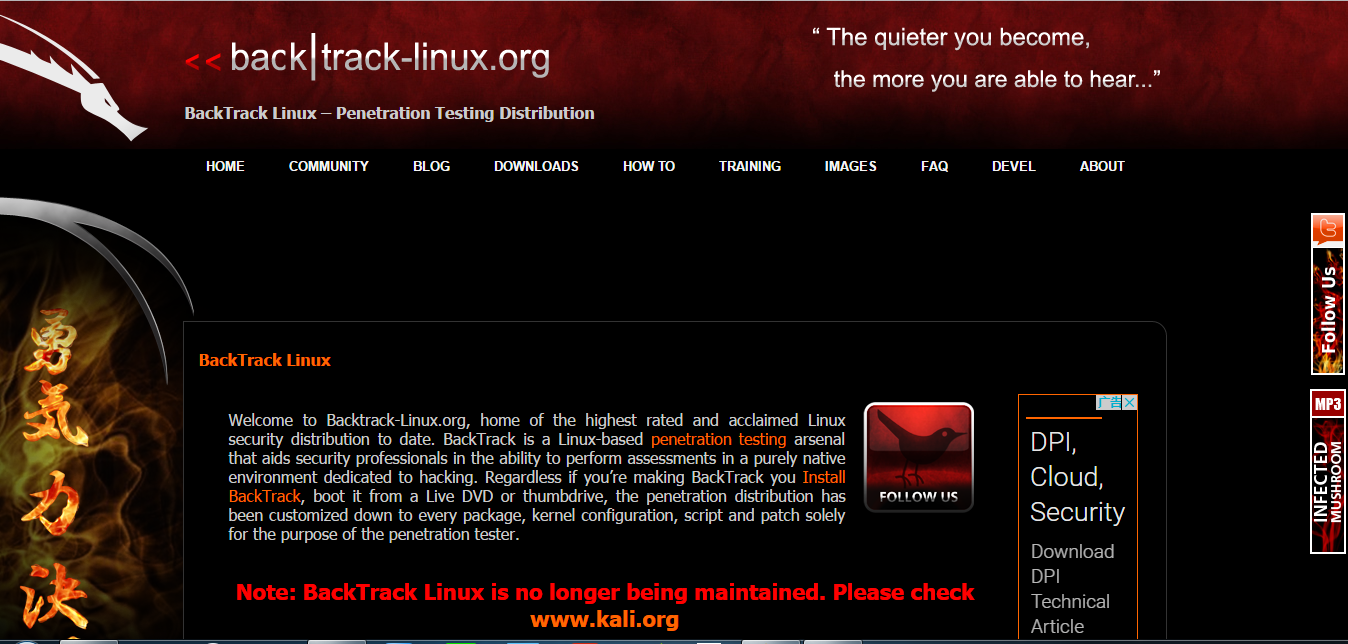 << back|track-linux.org
“ The quieter you become,
the more you are able to hear...”
BackTrack Linux – Penetration Testing Distribution
HOME COMMUNITY BLOG DOWNLOADS HOW TO TRAINING IMAGES FAQ DEVEL ABOUT
Follow Us
BackTrack Linux
Welcome to Backtrack-Linux.org, home of the highest rated and acclaimed Linux
security distribution to date. BackTrack is a Linux-based penetration testing arsenal
that aids security professionals in the ability to perform assessments in a purely native
environment dedicated to hacking. Regardless if you’re making BackTrack you Install
BackTrack, boot it from a Live DVD or thumbdrive, the penetration distribution has
been customized down to every package, kernel configuration, script and patch solely
for the purpose of the penetration tester.
FOLLOW US
广告
DPI,
Cloud,
Security
Download
DPI
Technical
Article
MP3
INFECTED
MUSHROOM
Note: BackTrack Linux is no longer being maintained. Please check
www.kali.org
勇
気
力
決